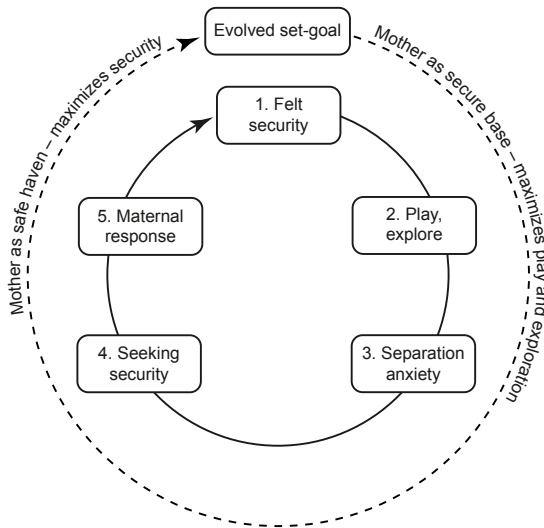 Evolved set-goal
Mother as safe haven – maximizes security
Mother as secure base – maximizes play and exploration
1. Felt
security
2. Play,
explore
3. Separation
anxiety
4. Seeking
security
5. Maternal
response